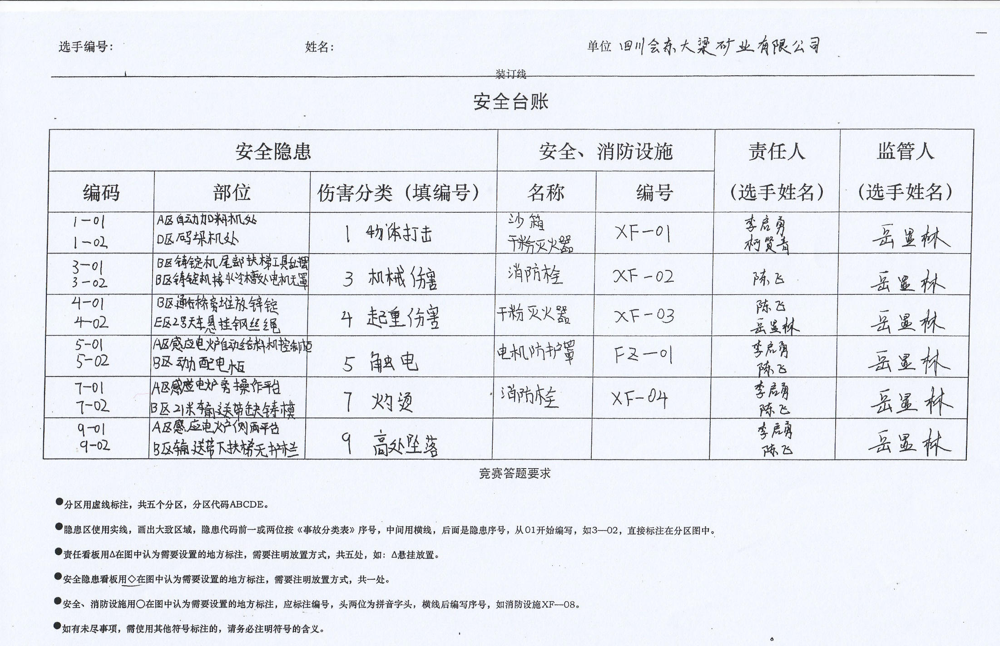 选手编号： 姓名： 单位 四川会东大梁矿业有限公司
装订线
安全台账
安全隐患 安全、消防设施 责任人 监管人
编码 部位 伤害分类（填编号） 名称 编号 （选手姓名） （选手姓名）
1-01 A区自动加料机处 沙箱 李启勇
1 物体打击 XF-01 岳显林
1-02 D区码垛机处 干粉灭火器 柯贤青
3-01 B区铸锭机尾部扶梯工具乱摆
3 机械伤害 消防栓 XF-02 陈飞 岳显林
3-02 B区铸锭机接水冷槽处电机无罩
4-01 B区通行桥旁堆放锌锭 陈飞
4 起重伤害 干粉灭火器 XF-03 岳显林
4-02 E区2号天车悬挂钢丝绳 岳显林
5-01 A区感应电炉自动给料机控制柜 李启勇
5 触电 电机防护罩 FZ-01 岳显林
5-02 B区动力配电柜 陈飞
7-01 A区感应电炉旁操作平台 李启勇
7 灼烫 消防栓 XF-04 岳显林
7-02 B区21米输送带缺铸模 陈飞
9-01 A区感应电炉侧两平台 李启勇
9 高处坠落 岳显林
9-02 B区输送带下扶梯无护栏 陈飞
竞赛答题要求
●分区用虚线标注，共五个分区，分区代码ABCDE。
●隐患区使用实线，画出大致区域，隐患代码前一或两位按《事故分类表》序号，中间用横线，后面是隐患序号，从01开始编写，如3—02，直接标注在分区图中。
●责任看板用Δ在图中认为需要设置的地方标注，需要注明放置方式，共五处，如：Δ悬挂放置。
●安全隐患看板用◇在图中认为需要设置的地方标注，需要注明放置方式，共一处。
●安全、消防设施用〇在图中认为需要设置的地方标注，应标注编号，头两位为拼音字头，横线后编写序号，如消防设施XF—08。
●如有未尽事项，需使用其他符号标注的，请务必注明符号的含义。